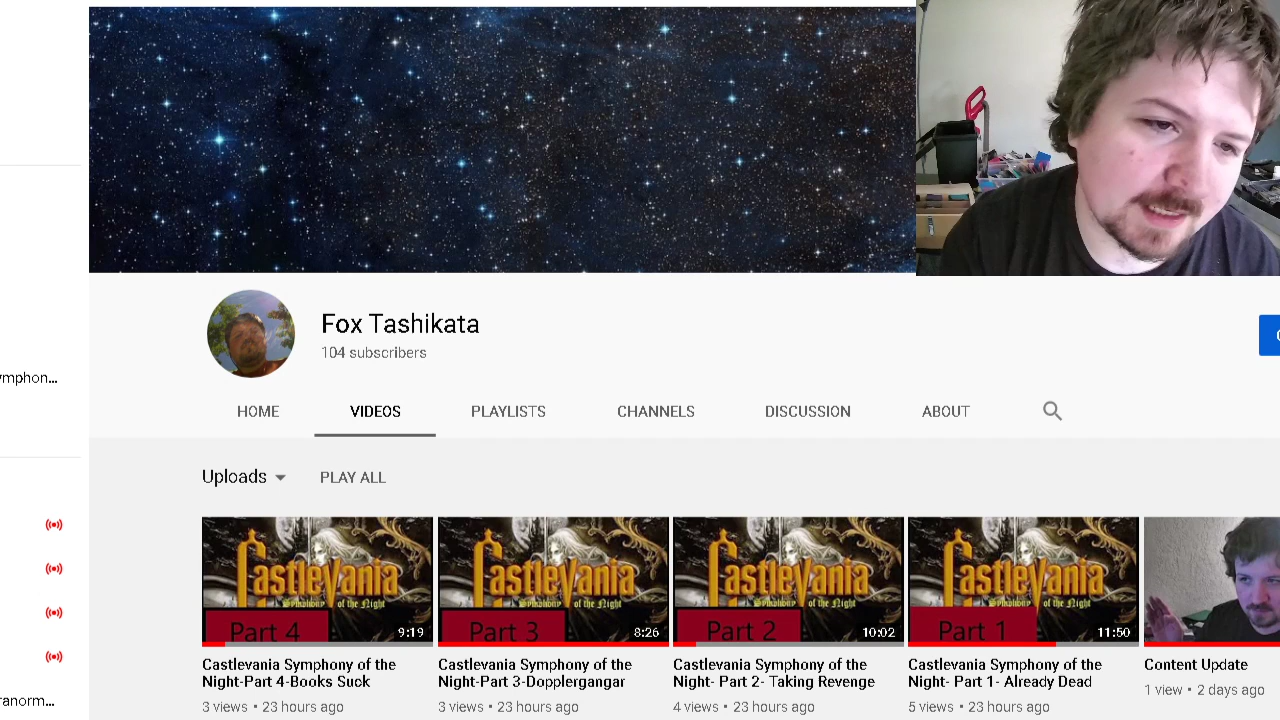 Fox Tashikata
104 subscribers
HOME VIDEOS PLAYLISTS CHANNELS DISCUSSION ABOUT
ymphon...
Uploads PLAY ALL
Castlevania
Symphony of the Night
Part 4
9:19
Castlevania
Symphony of the Night
Part 3
8:26
Castlevania
Symphony of the Night
Part 2
10:02
Castlevania
Symphony of the Night
Part 1
11:50
Castlevania Symphony of the
Night-Part 4-Books Suck
3 views • 23 hours ago
Castlevania Symphony of the
Night-Part 3-Dopplergangar
3 views • 23 hours ago
Castlevania Symphony of the
Night- Part 2- Taking Revenge
4 views • 23 hours ago
Castlevania Symphony of the
Night- Part 1- Already Dead
5 views • 23 hours ago
Content Update
1 view • 2 days ago
ranorm...